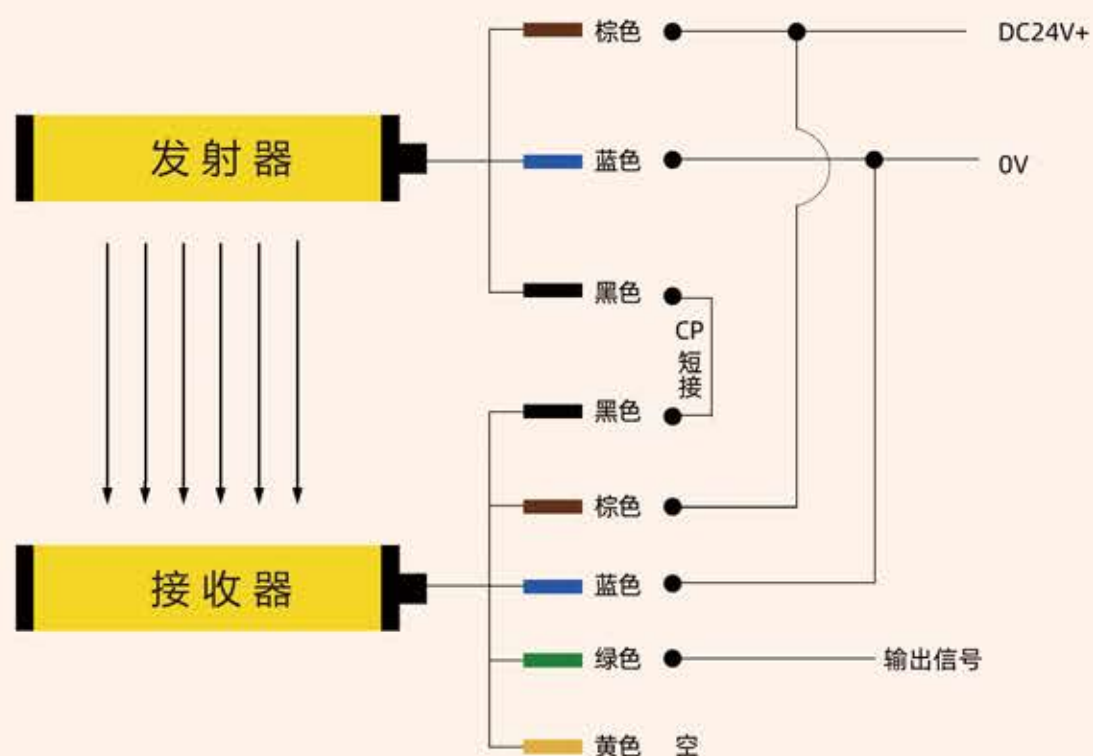 棕色
DC24V+
发射器
蓝色
0V
黑色
CP
短接
黑色
棕色
接收器
蓝色
绿色
输出信号
黄色
空